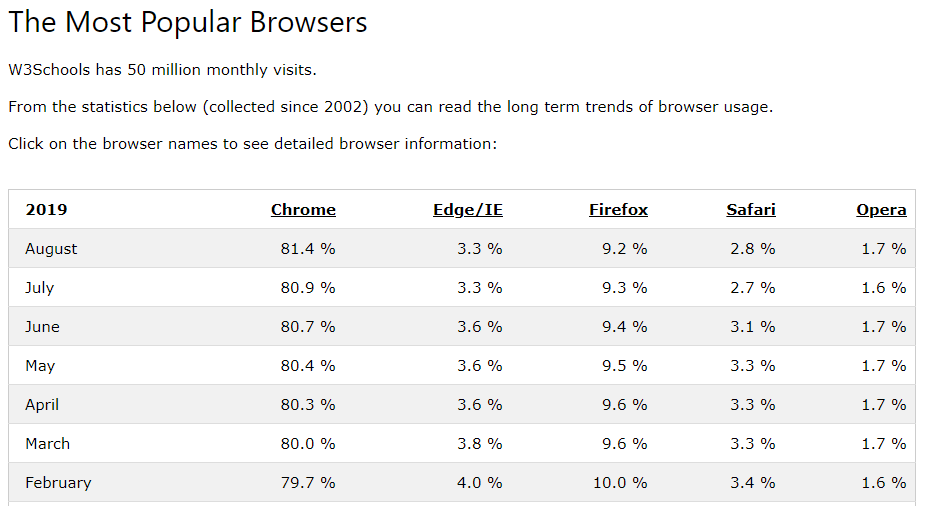 The Most Popular Browsers
W3Schools has 50 million monthly visits.
From the statistics below (collected since 2002) you can read the long term trends of browser usage.
Click on the browser names to see detailed browser information:
2019 Chrome Edge/IE Firefox Safari Opera
August 81.4 % 3.3 % 9.2 % 2.8 % 1.7 %
July 80.9 % 3.3 % 9.3 % 2.7 % 1.6 %
June 80.7 % 3.6 % 9.4 % 3.1 % 1.7 %
May 80.4 % 3.6 % 9.5 % 3.3 % 1.7 %
April 80.3 % 3.6 % 9.6 % 3.3 % 1.7 %
March 80.0 % 3.8 % 9.6 % 3.3 % 1.7 %
February 79.7 % 4.0 % 10.0 % 3.4 % 1.6 %